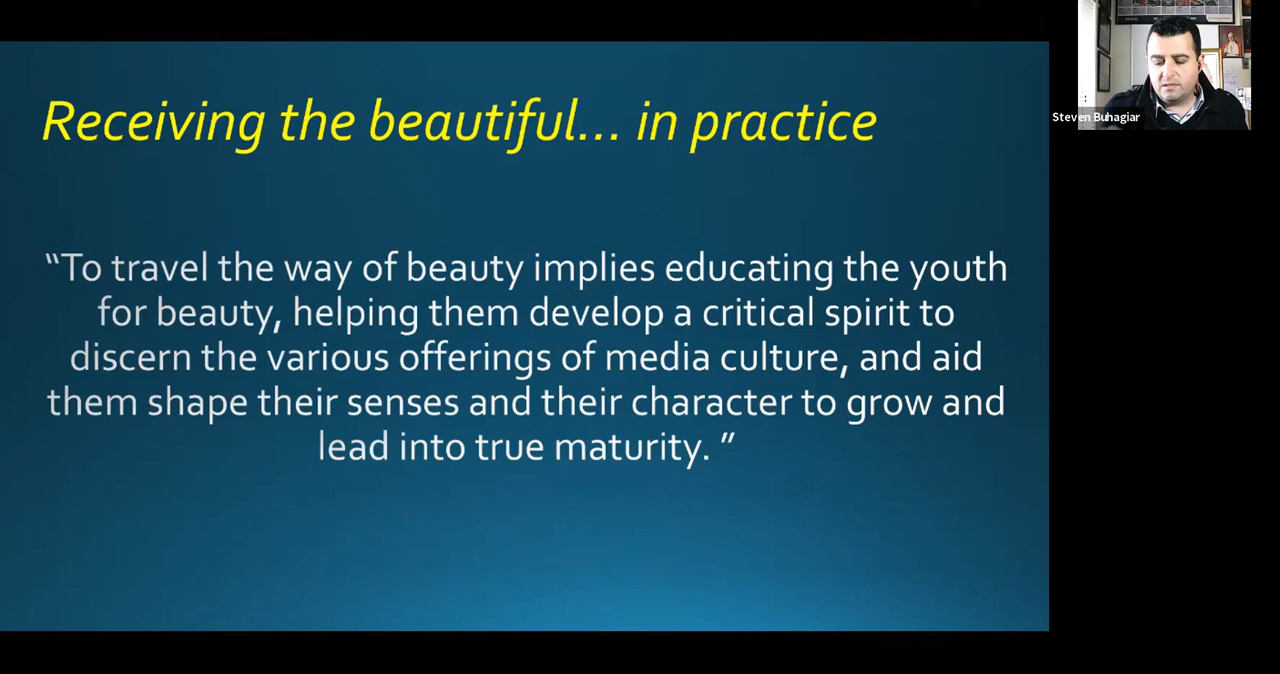 Receiving the beautiful... in practice
Steven Buhagiar
“To travel the way of beauty implies educating the youth
for beauty, helping them develop a critical spirit to
discern the various offerings of media culture, and aid
them shape their senses and their character to grow and
lead into true maturity. ”